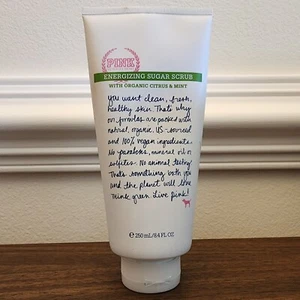 PINK
ENERGIZING SUGAR SCRUB
WITH ORGANIC CITRUS & MINT
you want clean, fresh,
healthy skin. That's why
our formulas are packed with
natural, organic, US-sourced
and 100% vegan ingredients.
No parabens, mineral oil or
sulfates. No animal testing.
That's something both you
and the planet will love.
Think green. Live pink!
e 250 mL/8.4 FL OZ